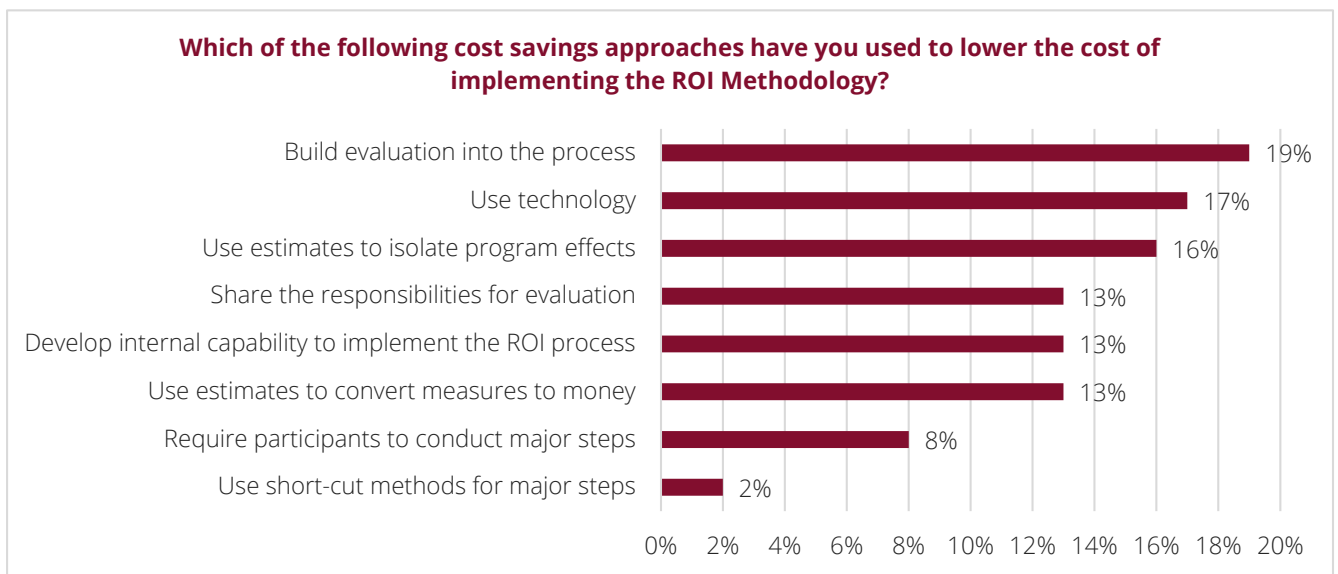 Which of the following cost savings approaches have you used to lower the cost of
implementing the ROI Methodology?
Build evaluation into the process 19%
Use technology 17%
Use estimates to isolate program effects 16%
Share the responsibilities for evaluation 13%
Develop internal capability to implement the ROI process 13%
Use estimates to convert measures to money 13%
Require participants to conduct major steps 8%
Use short-cut methods for major steps 2%
0% 2% 4% 6% 8% 10% 12% 14% 16% 18% 20%